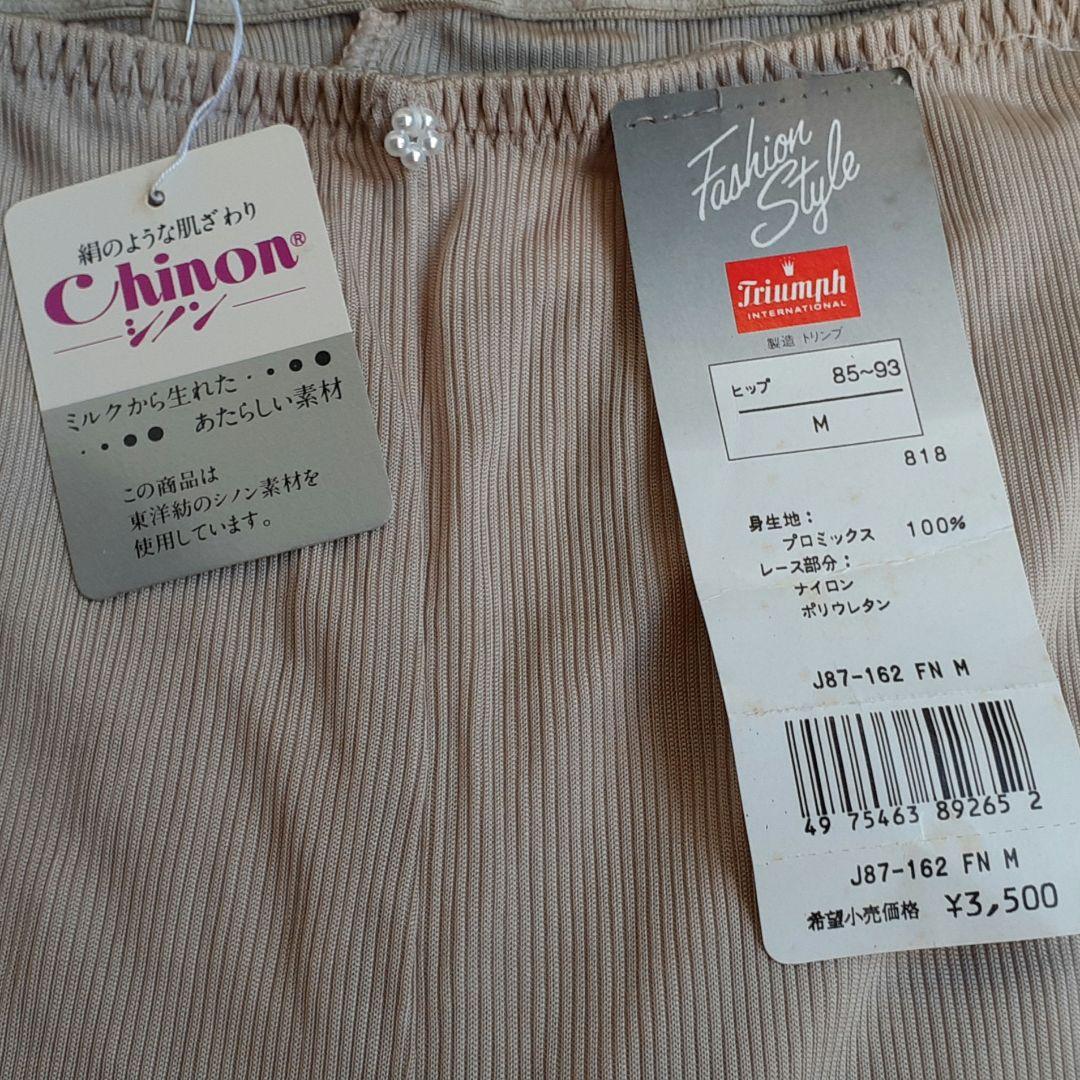 絹のような肌ざわり
Chinon®
シノン
ミルクから生れた
あたらしい素材
この商品は
東洋紡のシノン素材を
使用しています。
Fashion
Style
Triumph
INTERNATIONAL
製造 トリンプ
ヒップ 85~93
M
818
身生地:
プロミックス 100%
レース部分:
ナイロン
ポリウレタン
J87-162 FN M
49 75463 89265 2
J87-162 FN M
希望小売価格 ¥3,500